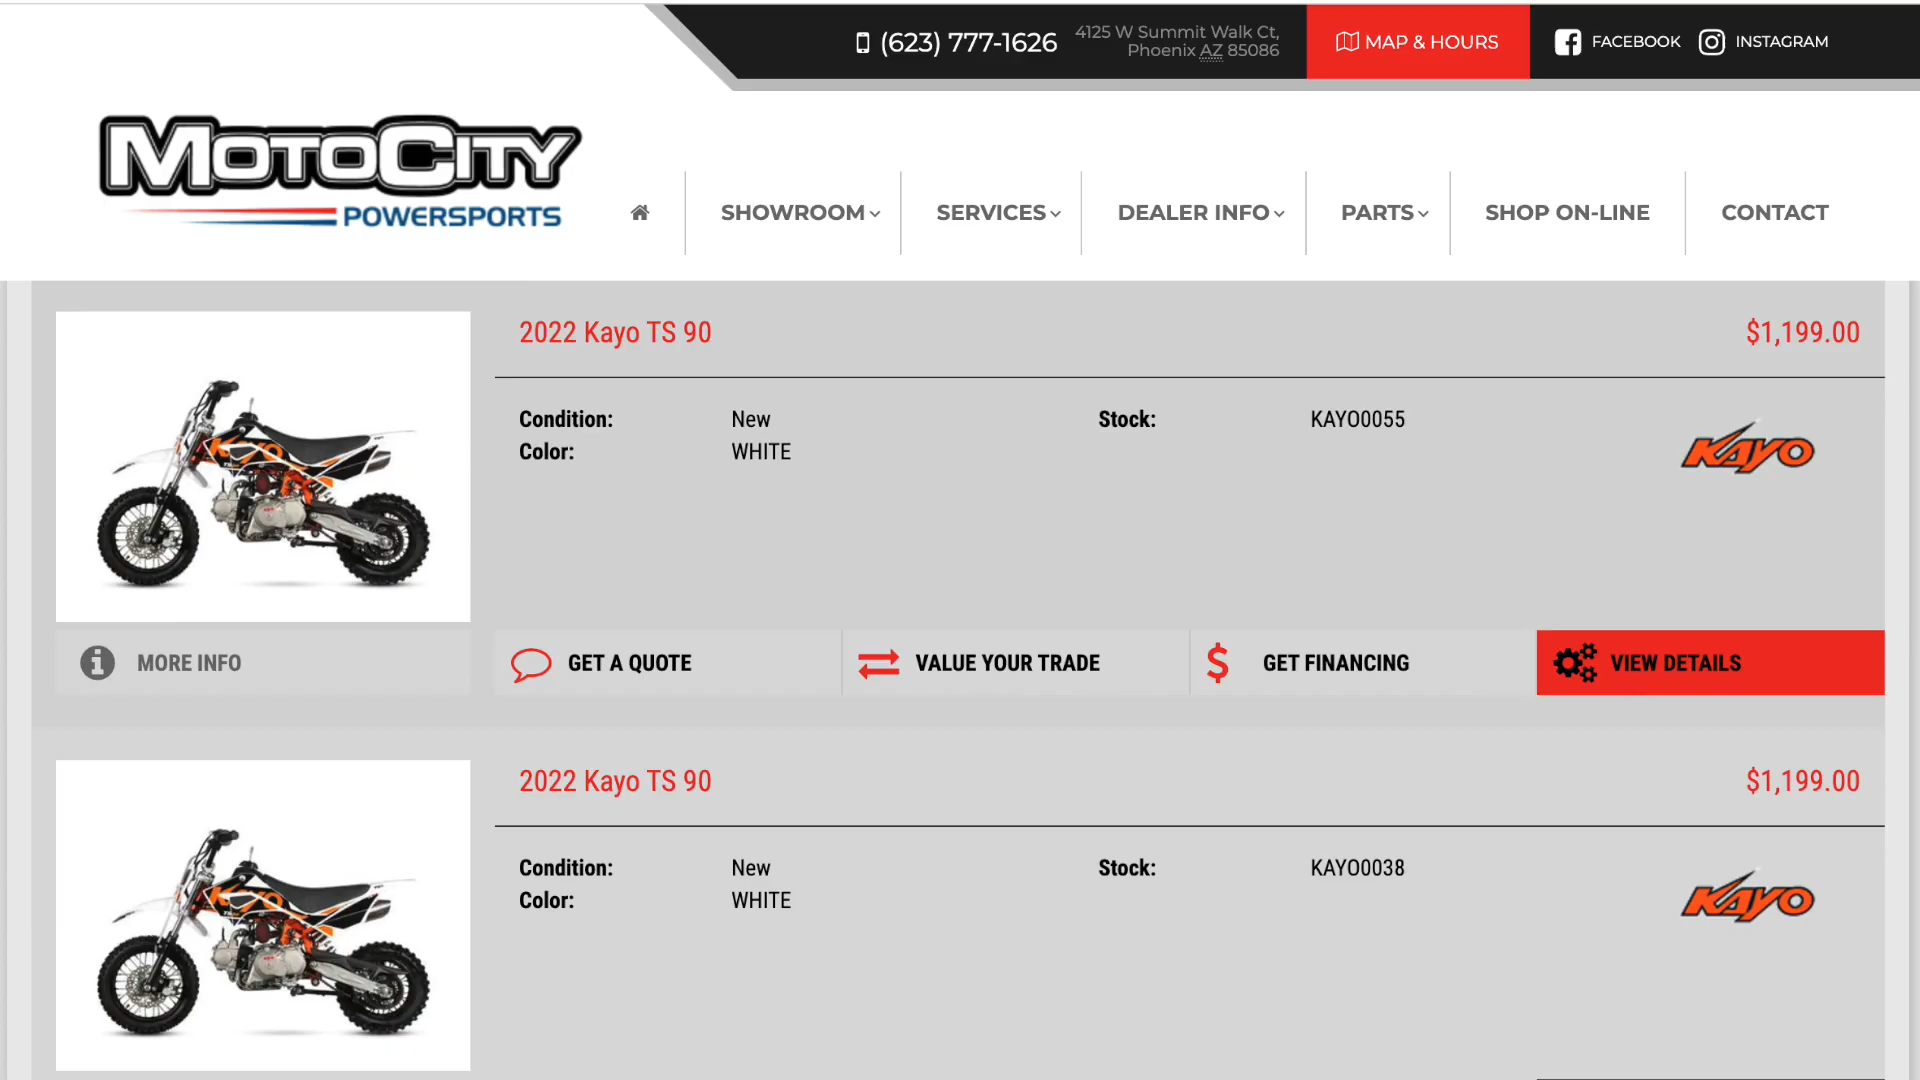 (623) 777-1626
4125 W Summit Walk Ct,
Phoenix AZ 85086
MAP & HOURS
FACEBOOK
INSTAGRAM
MOTOCITY
POWERSPORTS
SHOWROOM
SERVICES
DEALER INFO
PARTS
SHOP ON-LINE
CONTACT
2022 Kayo TS 90
$1,199.00
Condition: New
Stock: KAYO0055
Color: WHITE
KAYO
KAYO
MORE INFO
GET A QUOTE
VALUE YOUR TRADE
GET FINANCING
VIEW DETAILS
2022 Kayo TS 90
$1,199.00
Condition: New
Stock: KAYO0038
Color: WHITE
KAYO
KAYO